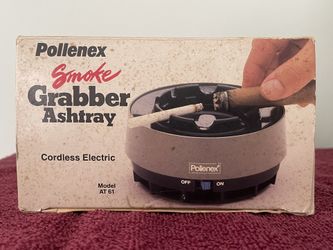 Pollenex
Smoke
Grabber
Ashtray
Cordless Electric
Model
AT 61
Pollenex
OFF ON